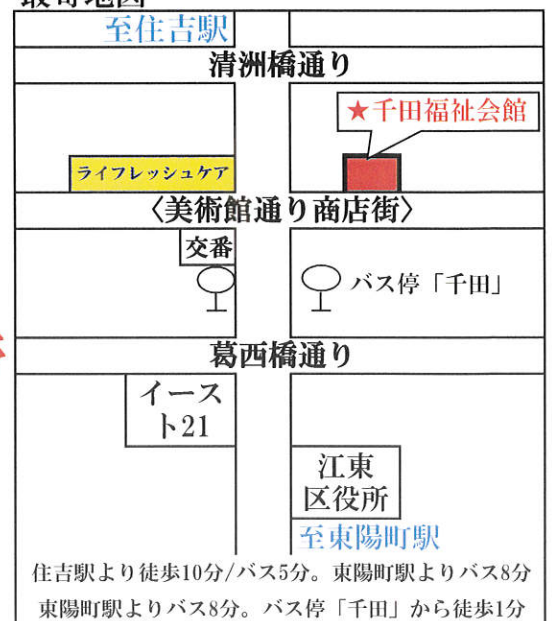 至住吉駅
清洲橋通り
★千田福祉会館
ライフレッシュケア
〈美術館通り商店街〉
交番
バス停「千田」
葛西橋通り
イース
ト21
江東
区役所
至東陽町駅
住吉駅より徒歩10分/バス5分。東陽町駅よりバス8分
東陽町駅よりバス8分。バス停「千田」から徒歩1分